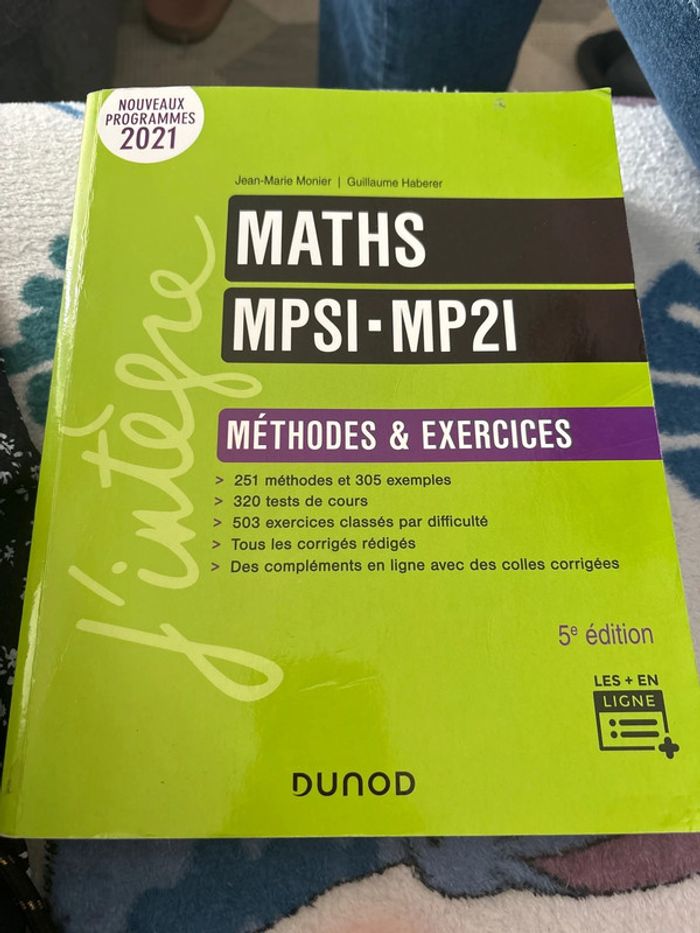 NOUVEAUX
PROGRAMMES
2021
Jean-Marie Monier | Guillaume Haberer
MATHS
MPSI - MP2I
j'intègre
MÉTHODES & EXERCICES
> 251 méthodes et 305 exemples
> 320 tests de cours
> 503 exercices classés par difficulté
> Tous les corrigés rédigés
> Des compléments en ligne avec des colles corrigées
5e édition
LES + EN
LIGNE
DUNOD